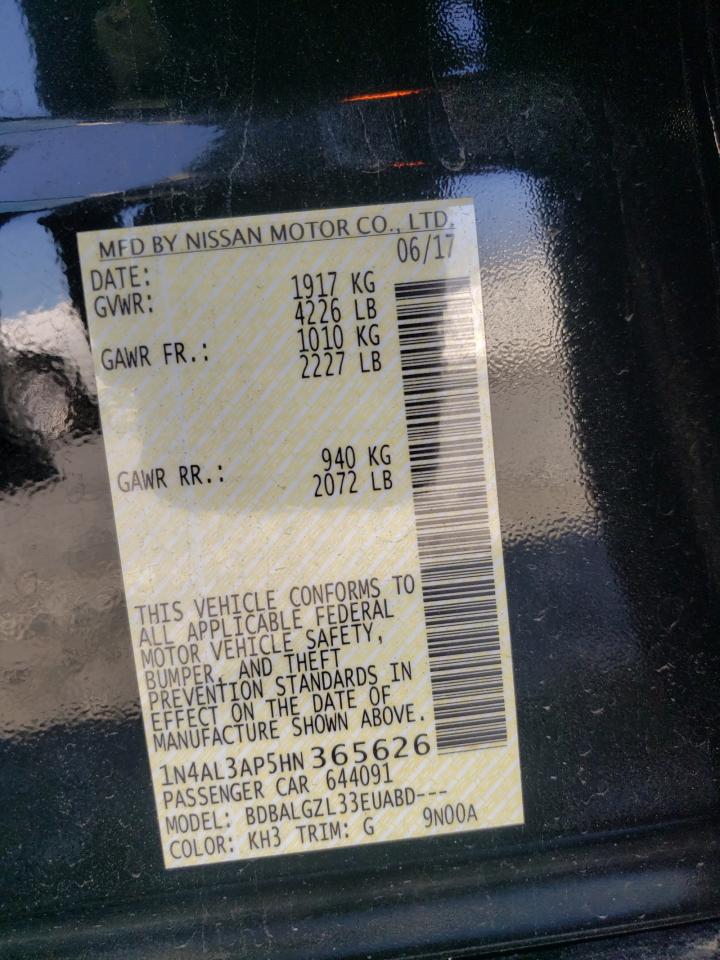 MFD BY NISSAN MOTOR CO., LTD.
DATE: 06/17
GVWR: 1917 KG
4226 LB
GAWR FR.: 1010 KG
2227 LB
GAWR RR.: 940 KG
2072 LB
THIS VEHICLE CONFORMS TO
ALL APPLICABLE FEDERAL
MOTOR VEHICLE SAFETY,
BUMPER, AND THEFT
PREVENTION STANDARDS IN
EFFECT ON THE DATE OF
MANUFACTURE SHOWN ABOVE.
1N4AL3AP5HN 365626
PASSENGER CAR 644091
MODEL: BDBALGZL33EUABD---
COLOR: KH3 TRIM: G 9N00A